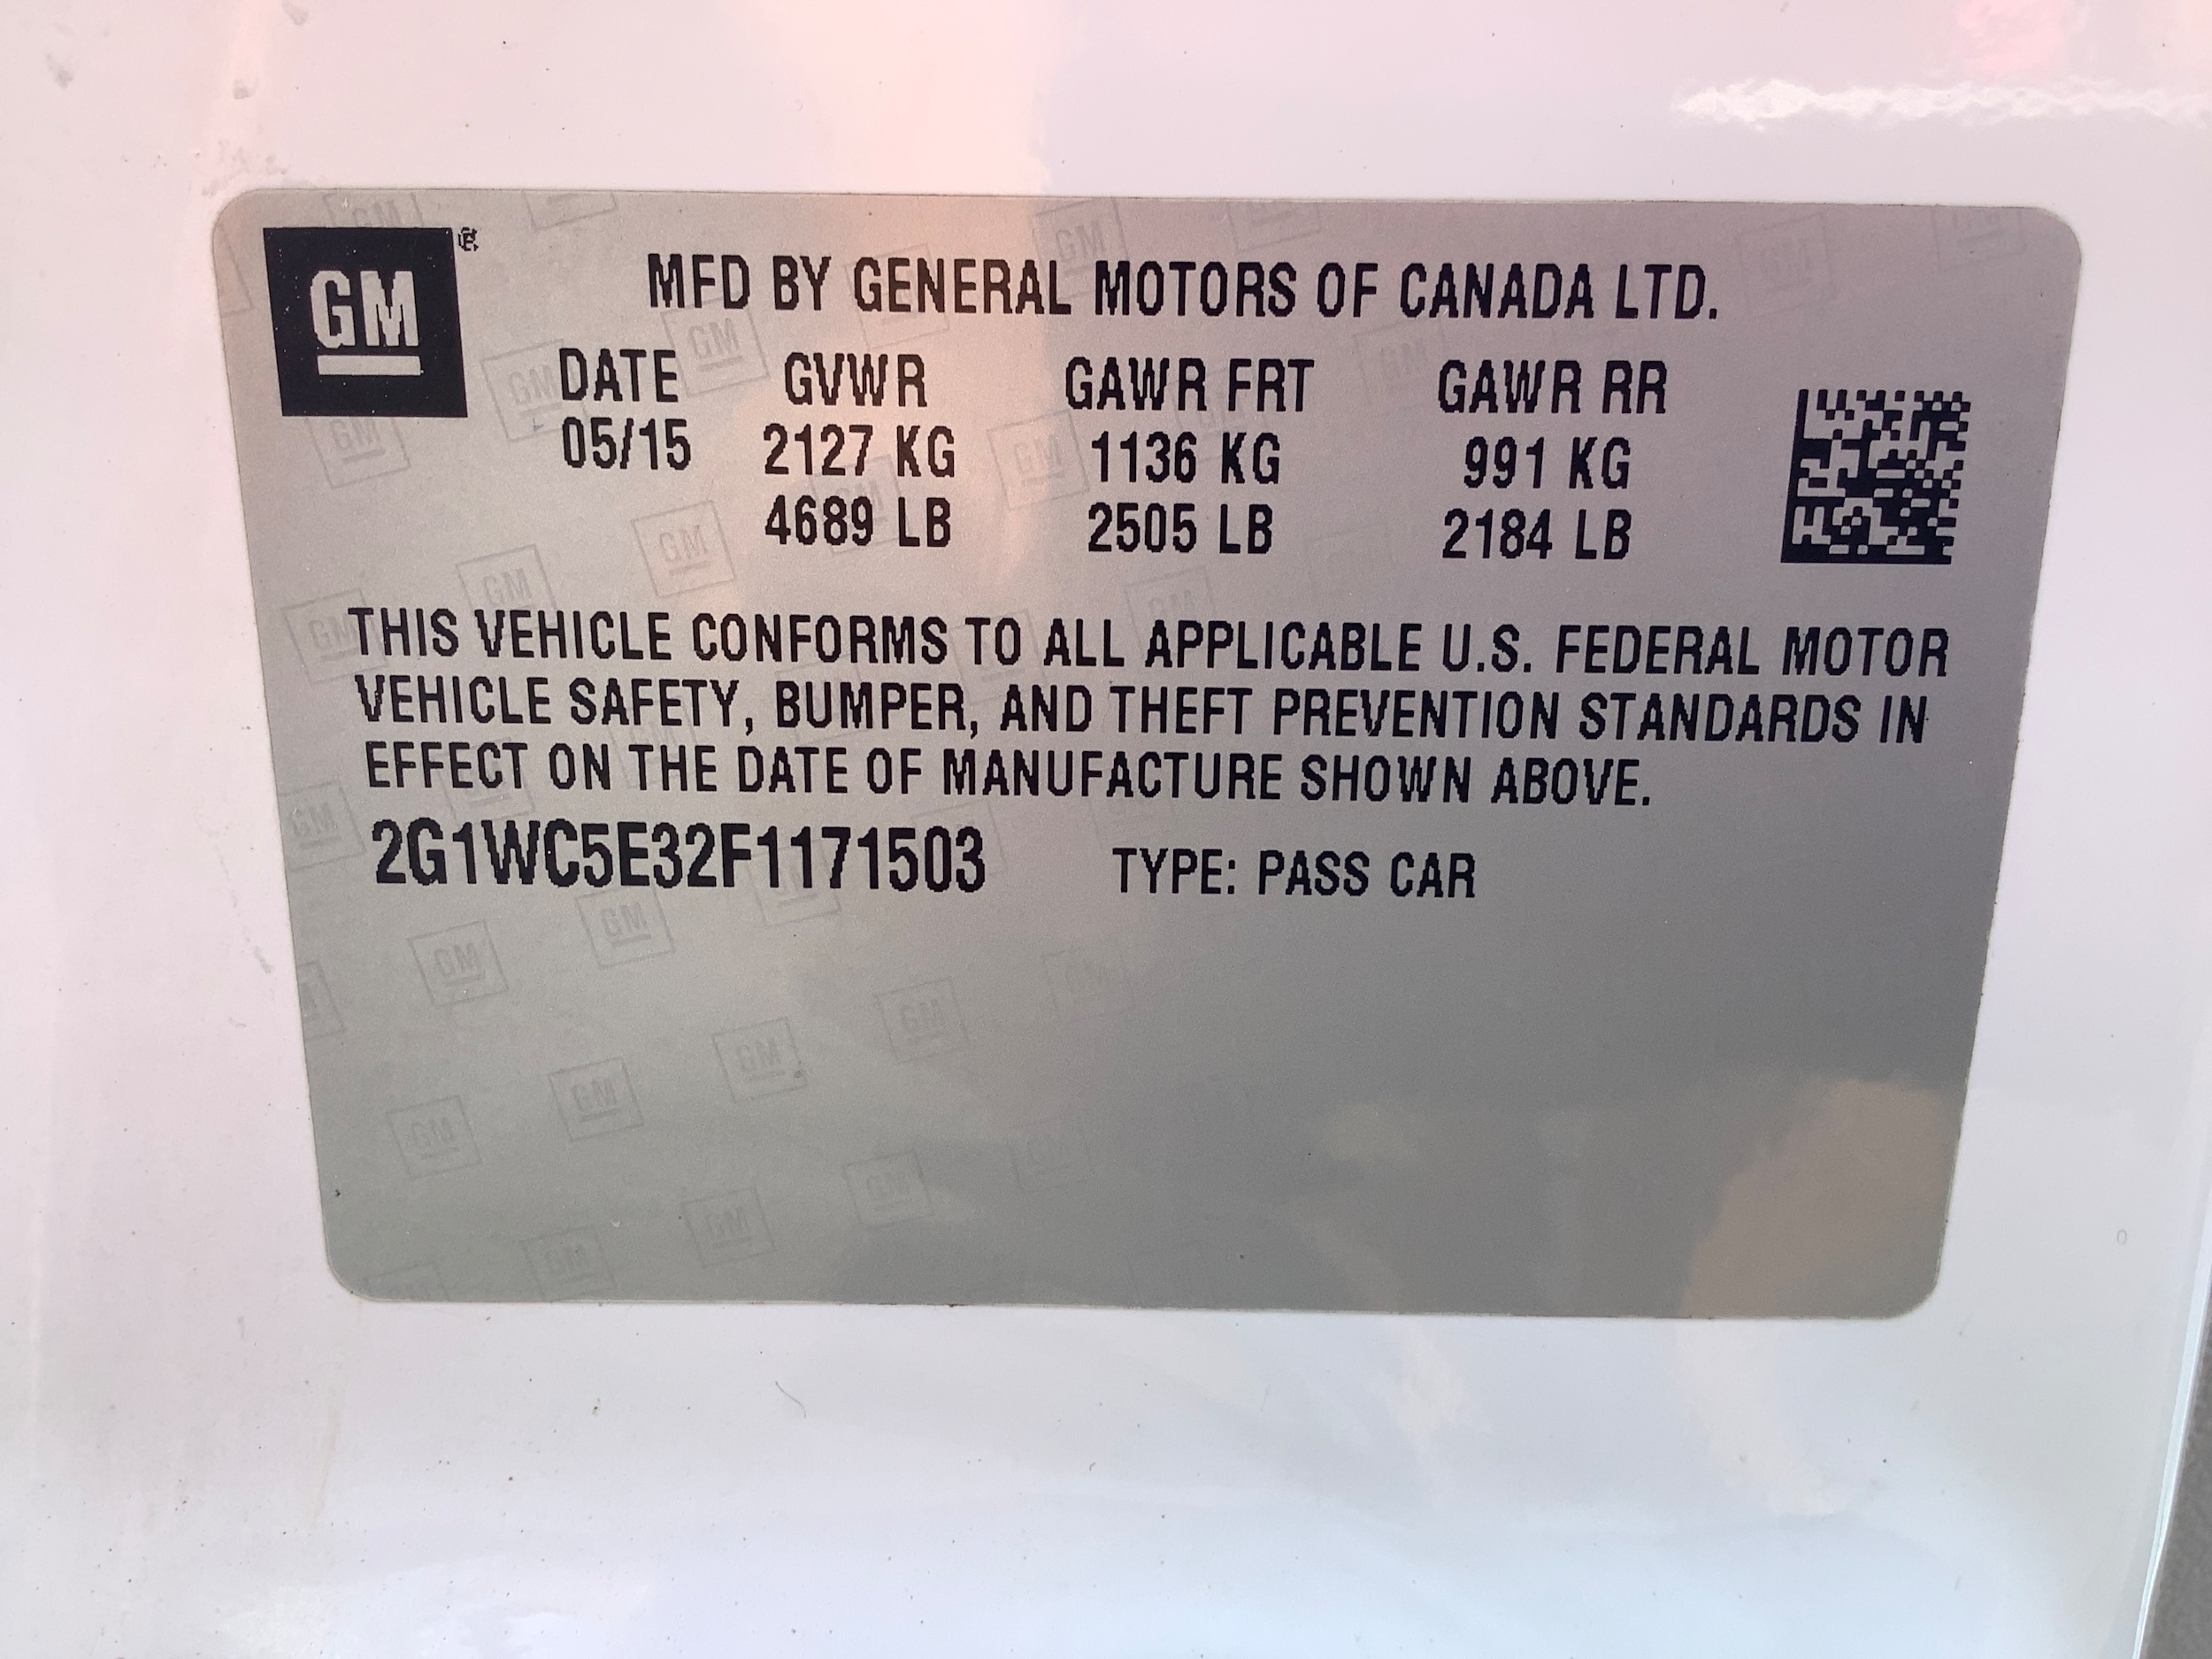 GM®
MFD BY GENERAL MOTORS OF CANADA LTD.
DATE GVWR GAWR FRT GAWR RR
05/15 2127 KG 1136 KG 991 KG
4689 LB 2505 LB 2184 LB
THIS VEHICLE CONFORMS TO ALL APPLICABLE U.S. FEDERAL MOTOR
VEHICLE SAFETY, BUMPER, AND THEFT PREVENTION STANDARDS IN
EFFECT ON THE DATE OF MANUFACTURE SHOWN ABOVE.
2G1WC5E32F1171503 TYPE: PASS CAR